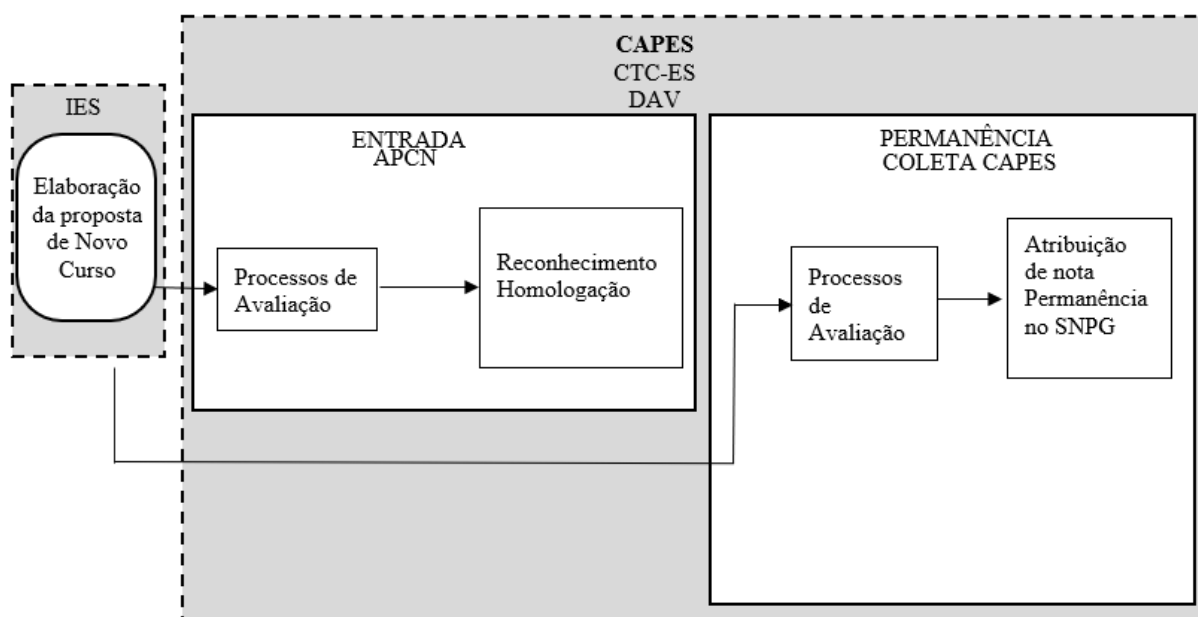 CAPES
CTC-ES
DAV
IES
Elaboração
da proposta
de Novo
Curso
ENTRADA
APCN
Processos de
Avaliação
Reconhecimento
Homologação
PERMANÊNCIA
COLETA CAPES
Processos
de
Avaliação
Atribuição
de nota
Permanência
no SNPG